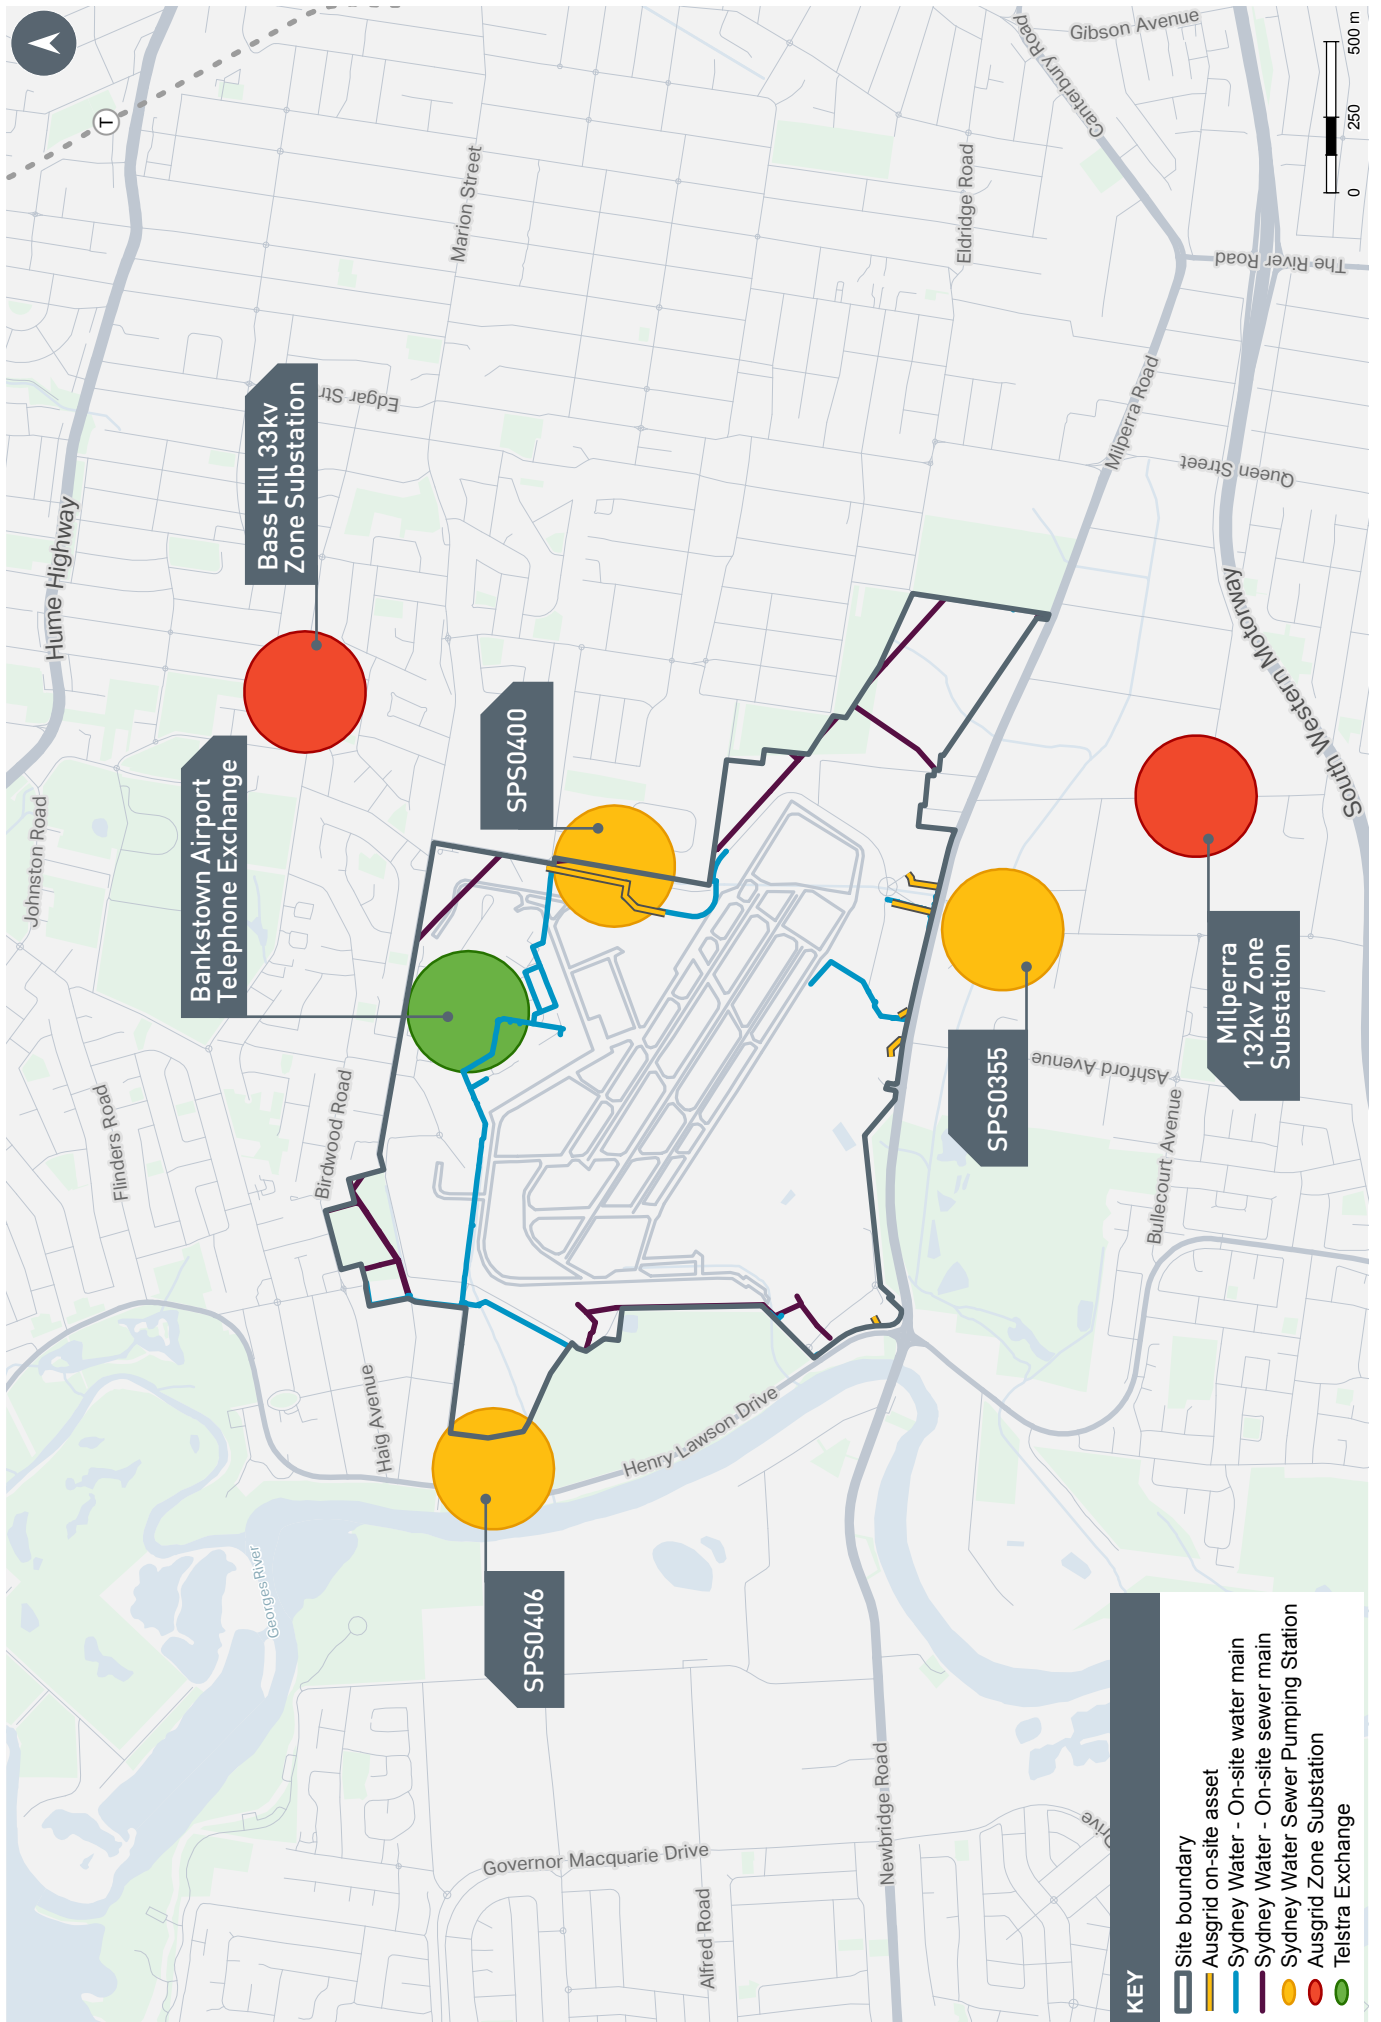 Hume Highway
Johnston Road
Flinders Road
Birdwood Road
Haig Avenue
Georges River
Bass Hill 33kv
Zone Substation
Edgar Str
Marion Street
Bankstown Airport
Telephone Exchange
SPS0400
SPS0406
Henry Lawson Drive
Governor Macquarie Drive
Alfred Road
Newbridge Road
Drive
Eldridge Road
Canterbury Road
Gibson Avenue
The River Road
Milperra Road
Queen Street
South Western Motorway
SPS0355
Ashford Avenue
Bullecourt Avenue
Milperra
132kv Zone
Substation
T
0
250
500 m
KEY
Site boundary
Ausgrid on-site asset
Sydney Water - On-site water main
Sydney Water - On-site sewer main
Sydney Water Sewer Pumping Station
Ausgrid Zone Substation
Telstra Exchange